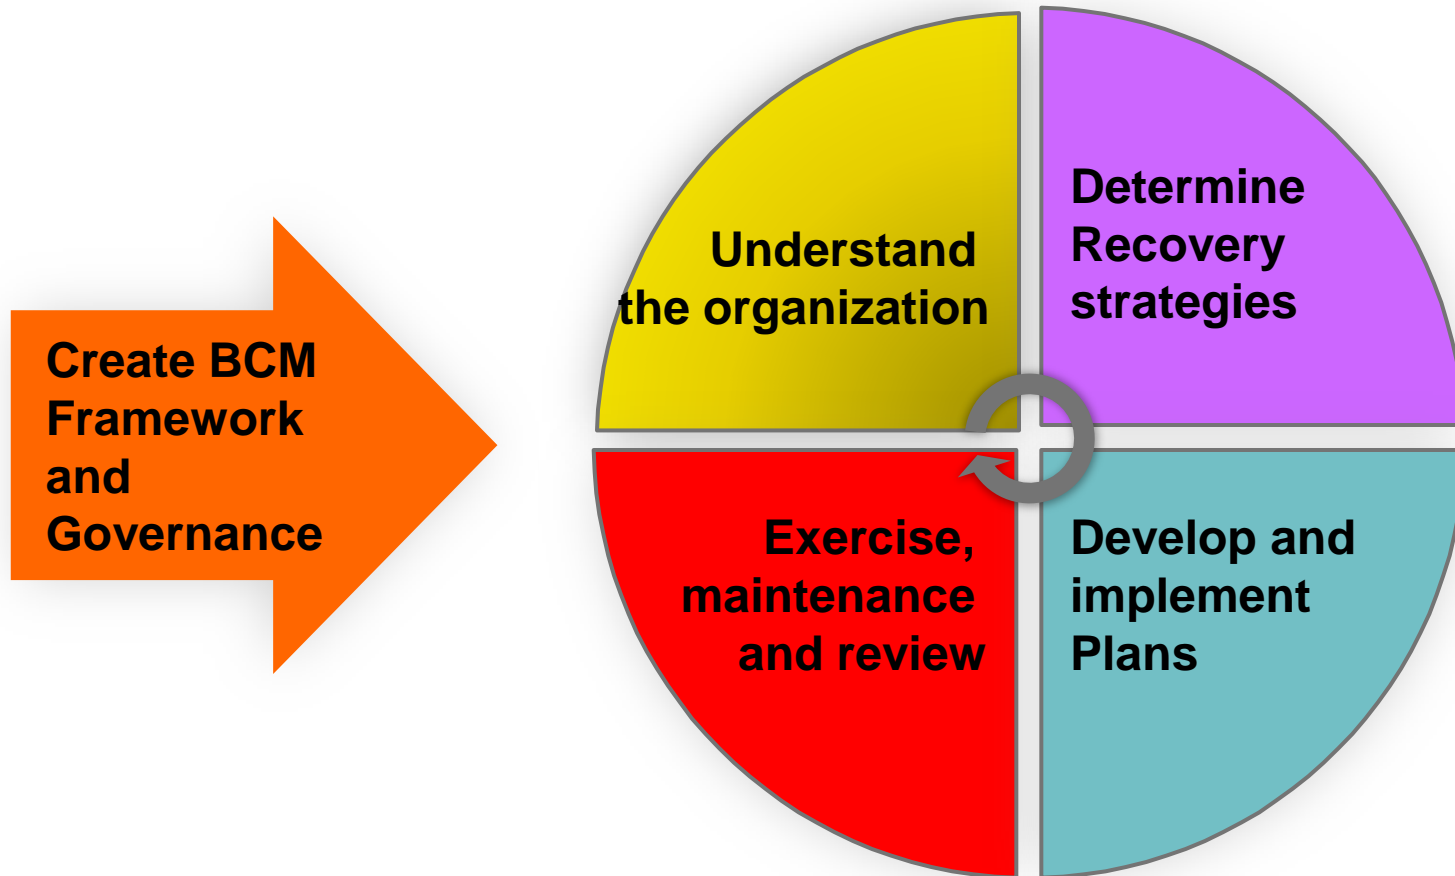 Create BCM
Framework
and
Governance
Understand
the organization
Determine
Recovery
strategies
Exercise,
maintenance
and review
Develop and
implement
Plans